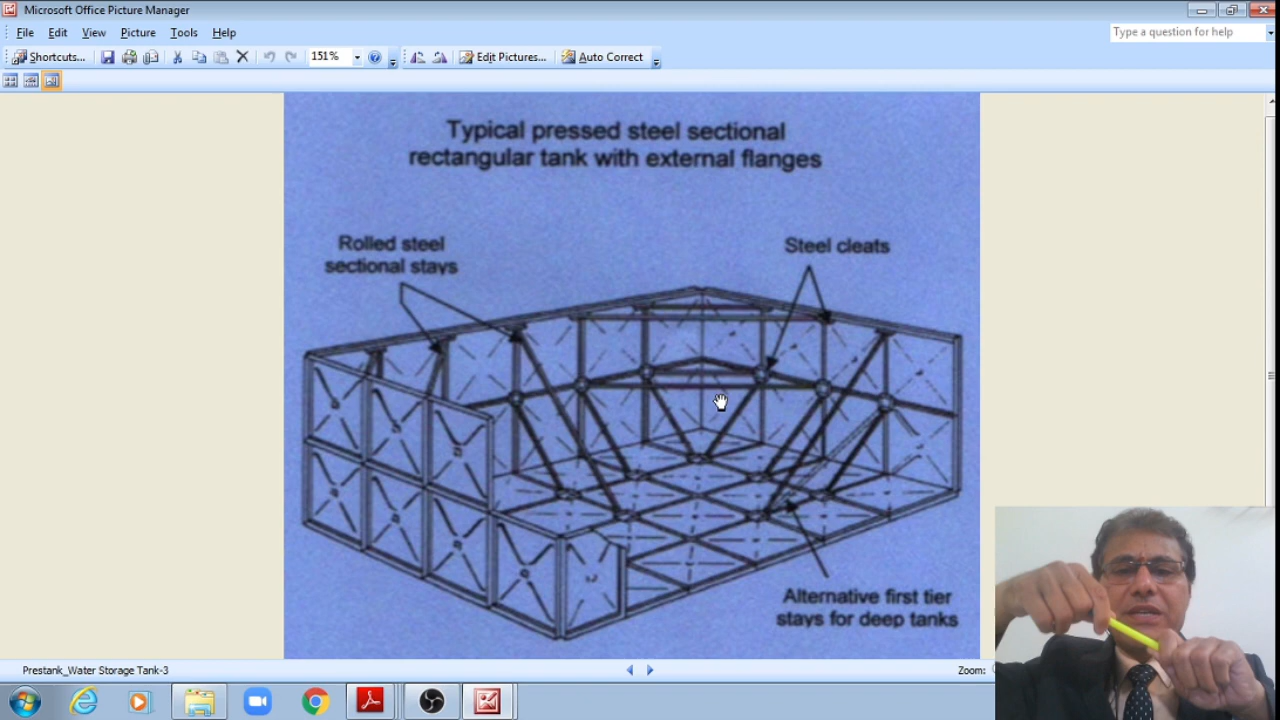 Microsoft Office Picture Manager
File Edit View Picture Tools Help
Type a question for help
Shortcuts... 151% Edit Pictures... Auto Correct
Typical pressed steel sectional
rectangular tank with external flanges
Rolled steel
sectional stays
Steel cleats
Alternative first tier
stays for deep tanks
Prestank_Water Storage Tank-3
Zoom: